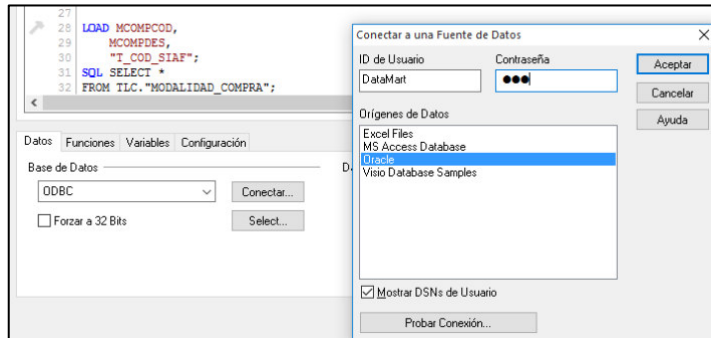 27
28 LOAD MCOMPCOD,
29 MCOMPDES,
30 "T_COD_SIAF";
31 SQL SELECT *
32 FROM TLC."MODALIDAD_COMPRA";
Datos Funciones Variables Configuración
Base de Datos
D.
ODBC
Conectar...
Forzar a 32 Bits
Select...
Conectar a una Fuente de Datos
ID de Usuario Contraseña
DataMart ●●●
Aceptar
Cancelar
Ayuda
Orígenes de Datos
Excel Files
MS Access Database
Oracle
Visio Database Samples
Mostrar DSNs de Usuario
Probar Conexión...